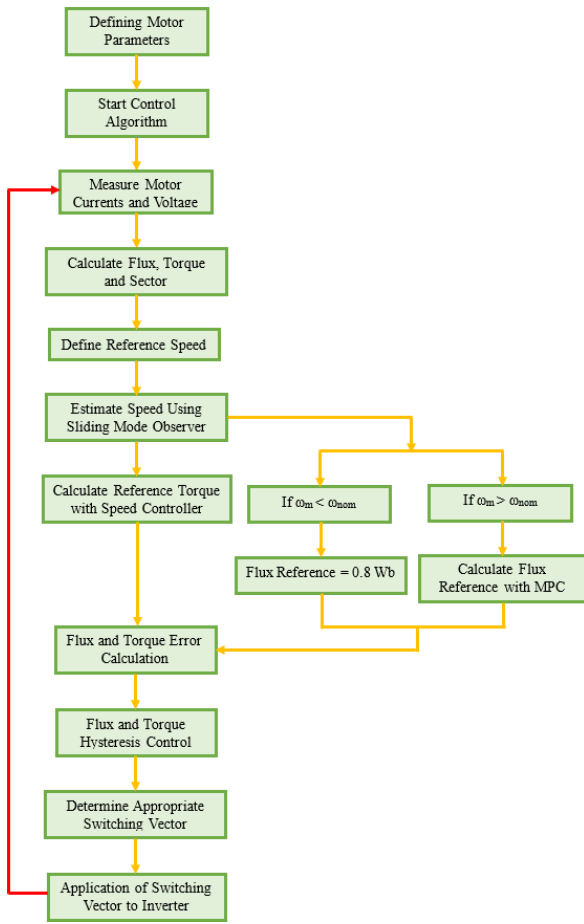 Defining Motor
Parameters
Start Control
Algorithm
Measure Motor
Currents and Voltage
Calculate Flux, Torque
and Sector
Define Reference Speed
Estimate Speed Using
Sliding Mode Observer
Calculate Reference Torque
with Speed Controller
If ωm < ωnom
If ωm > ωnom
Flux Reference = 0.8 Wb
Calculate Flux
Reference with MPC
Flux and Torque Error
Calculation
Flux and Torque
Hysteresis Control
Determine Appropriate
Switching Vector
Application of Switching
Vector to Inverter